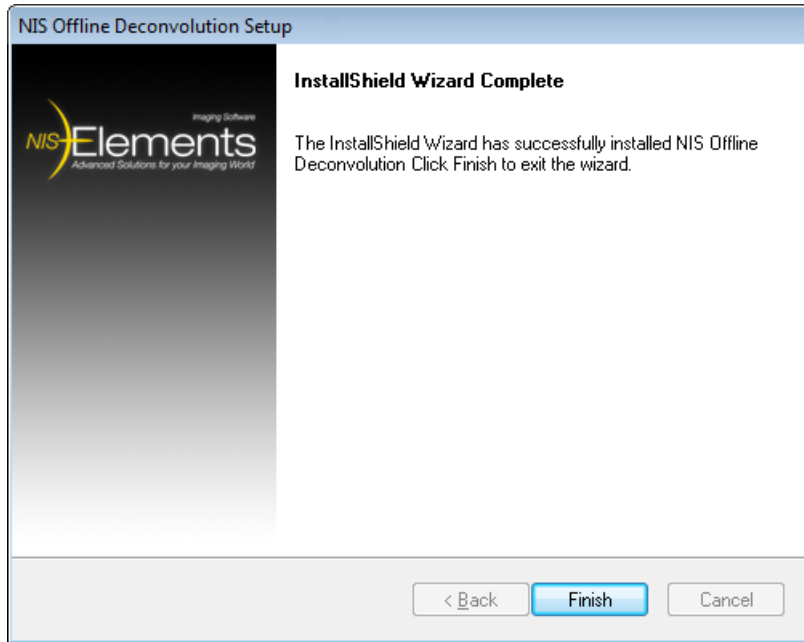 NIS Offline Deconvolution Setup
InstallShield Wizard Complete
Imaging Software
NIS Elements
Advanced Solutions for your Imaging World
The InstallShield Wizard has successfully installed NIS Offline
Deconvolution Click Finish to exit the wizard.
< Back
Finish
Cancel